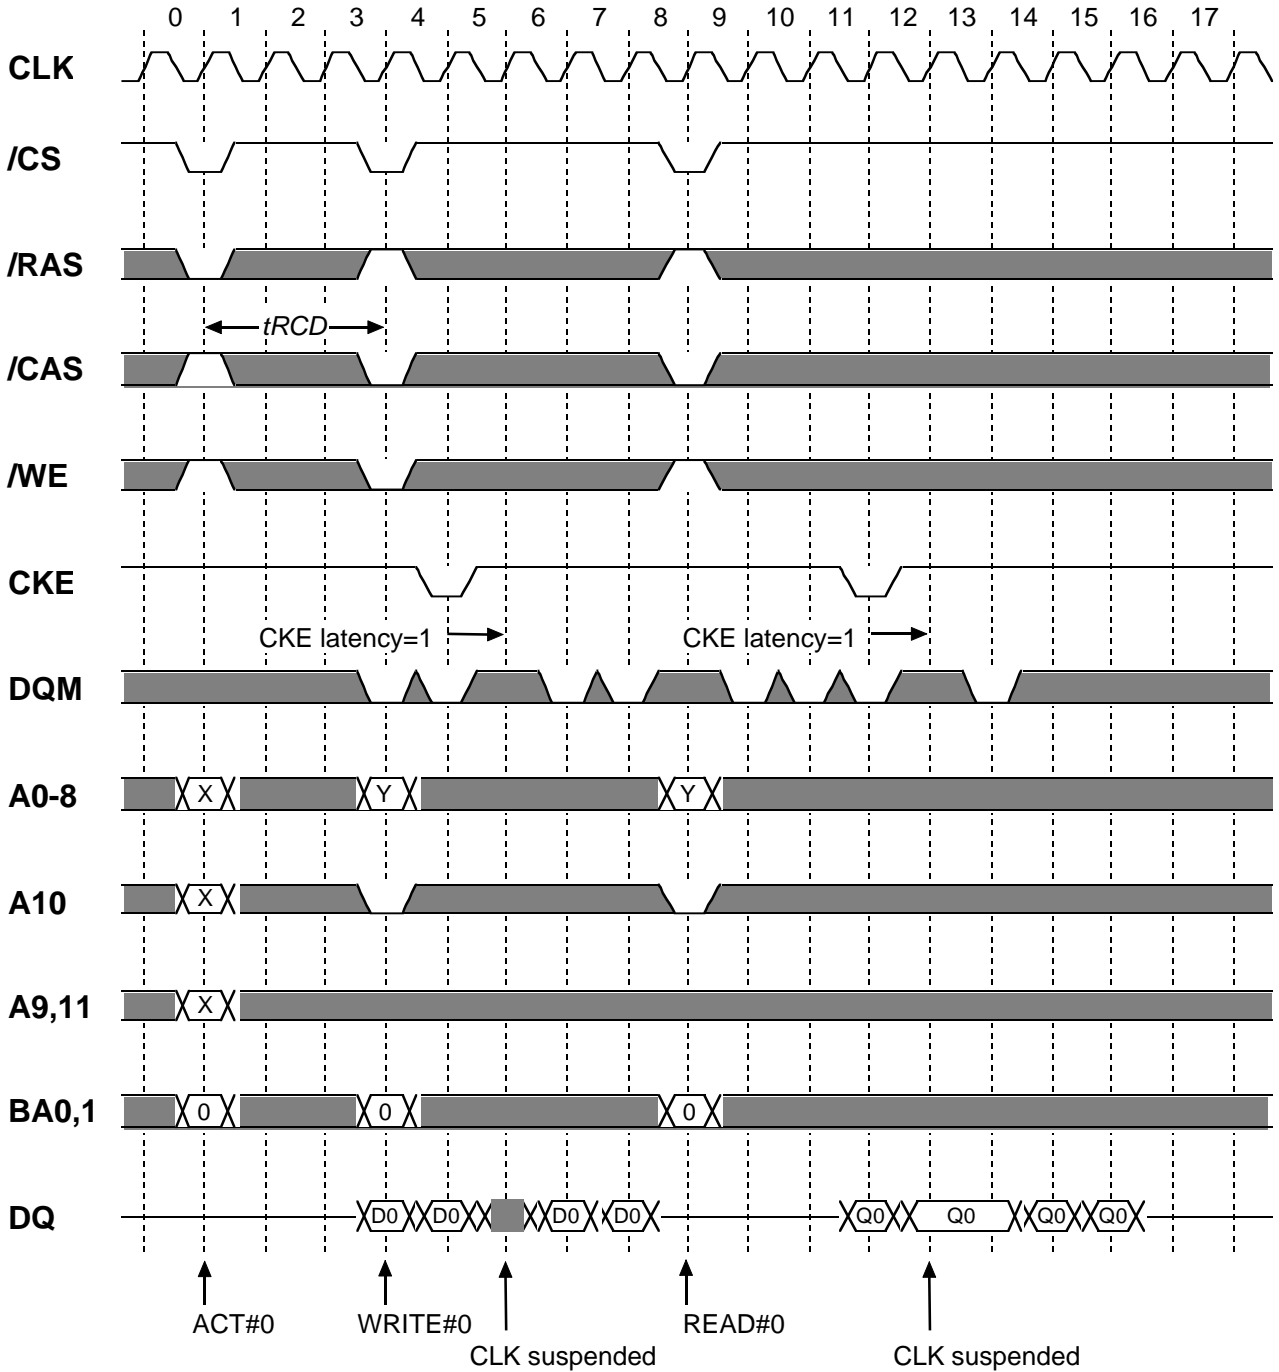 0 1 2 3 4 5 6 7 8 9 10 11 12 13 14 15 16 17
CLK
/CS
/RAS
tRCD
/CAS
/WE
CKE
CKE latency=1 CKE latency=1
DQM
A0-8 X Y Y
A10 X
A9,11 X
BA0,1 0 0 0
DQ D0 D0 D0 D0 Q0 Q0 Q0 Q0
ACT#0 WRITE#0 READ#0
CLK suspended CLK suspended